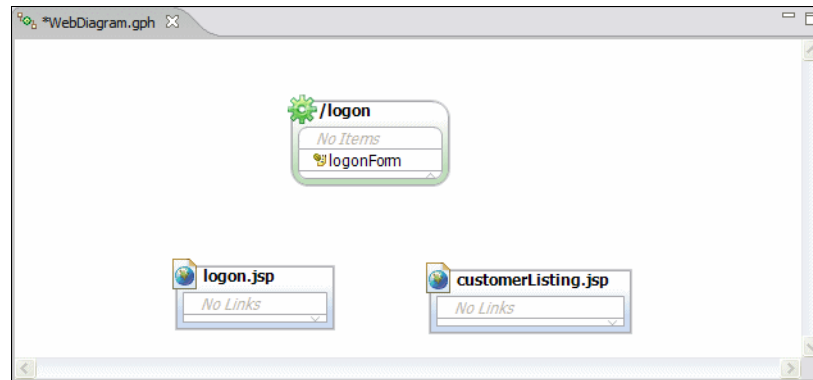 *WebDiagram.gph
/logon
No Items
logonForm
logon.jsp
customerListing.jsp
No Links
No Links